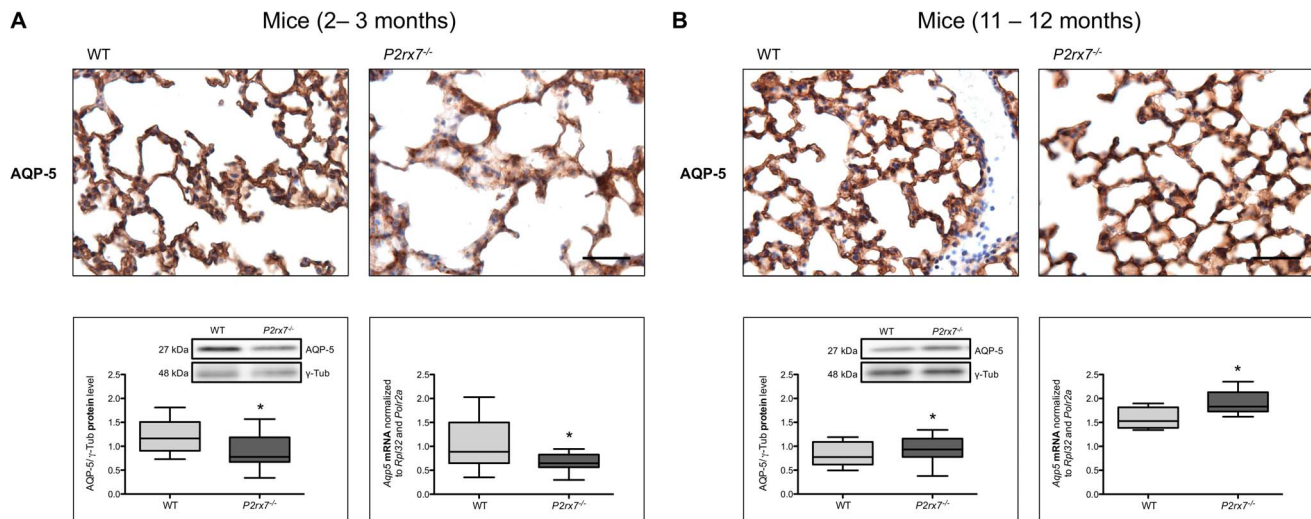 A
Mice (2– 3 months)
WT
P2rx7-/-
AQP-5
WT
P2rx7-/-
27 kDa
AQP-5
48 kDa
γ-Tub
AQP-5/γ-Tub protein level
2.5
2.0
1.5
1.0
0.5
0.0
*
WT
P2rx7-/-
Aqp5 mRNA normalized
to Rpl32 and Polr2a
2.5
2.0
1.5
1.0
0.5
0.0
*
WT
P2rx7-/-
B
Mice (11 – 12 months)
WT
P2rx7-/-
AQP-5
WT
P2rx7-/-
27 kDa
AQP-5
48 kDa
γ-Tub
AQP-5/γ-Tub protein level
2.5
2.0
1.5
1.0
0.5
0.0
*
WT
P2rx7-/-
Aqp5 mRNA normalized
to Rpl32 and Polr2a
2.5
2.0
1.5
1.0
0.5
0.0
*
WT
P2rx7-/-